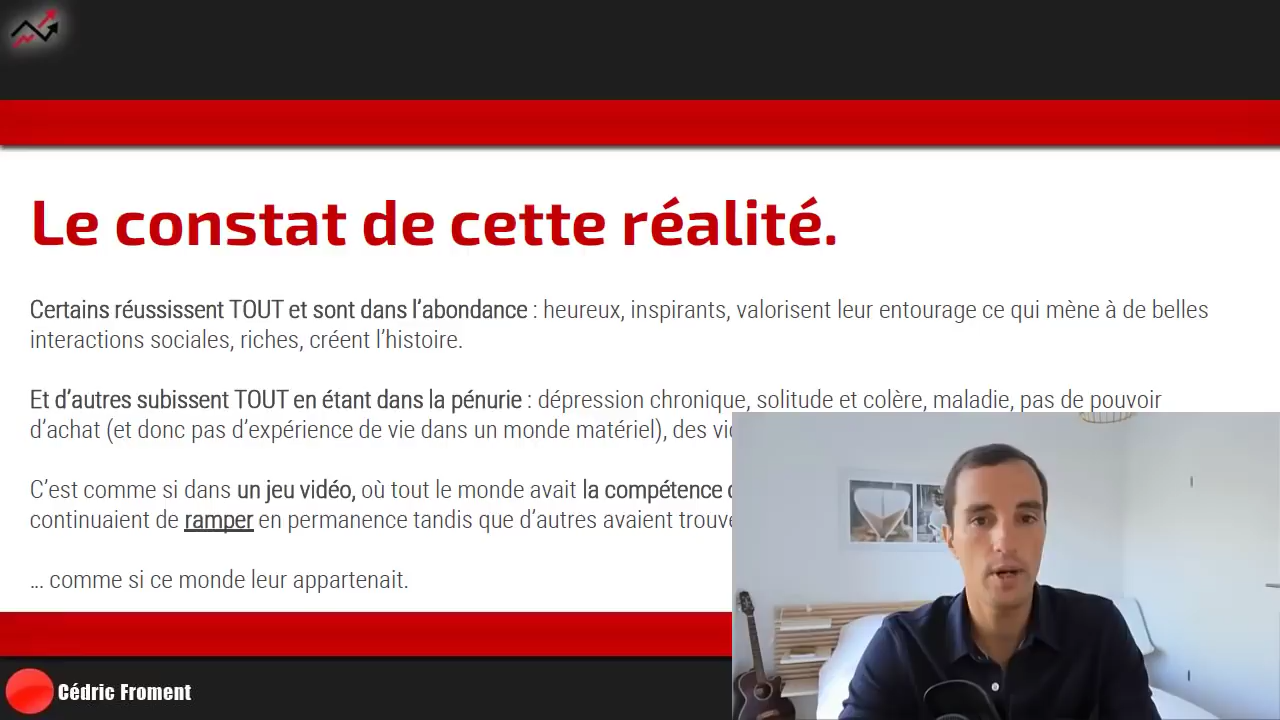 Le constat de cette réalité.
Certains réussissent TOUT et sont dans l’abondance : heureux, inspirants, valorisent leur entourage ce qui mène à de belles
interactions sociales, riches, créent l’histoire.
Et d’autres subissent TOUT en étant dans la pénurie : dépression chronique, solitude et colère, maladie, pas de pouvoir
d’achat (et donc pas d’expérience de vie dans un monde matériel), des
C’est comme si dans un jeu vidéo, où tout le monde avait la compétence
continuaient de ramper en permanence tandis que d’autres avaient
... comme si ce monde leur appartenait.
Cédric Froment